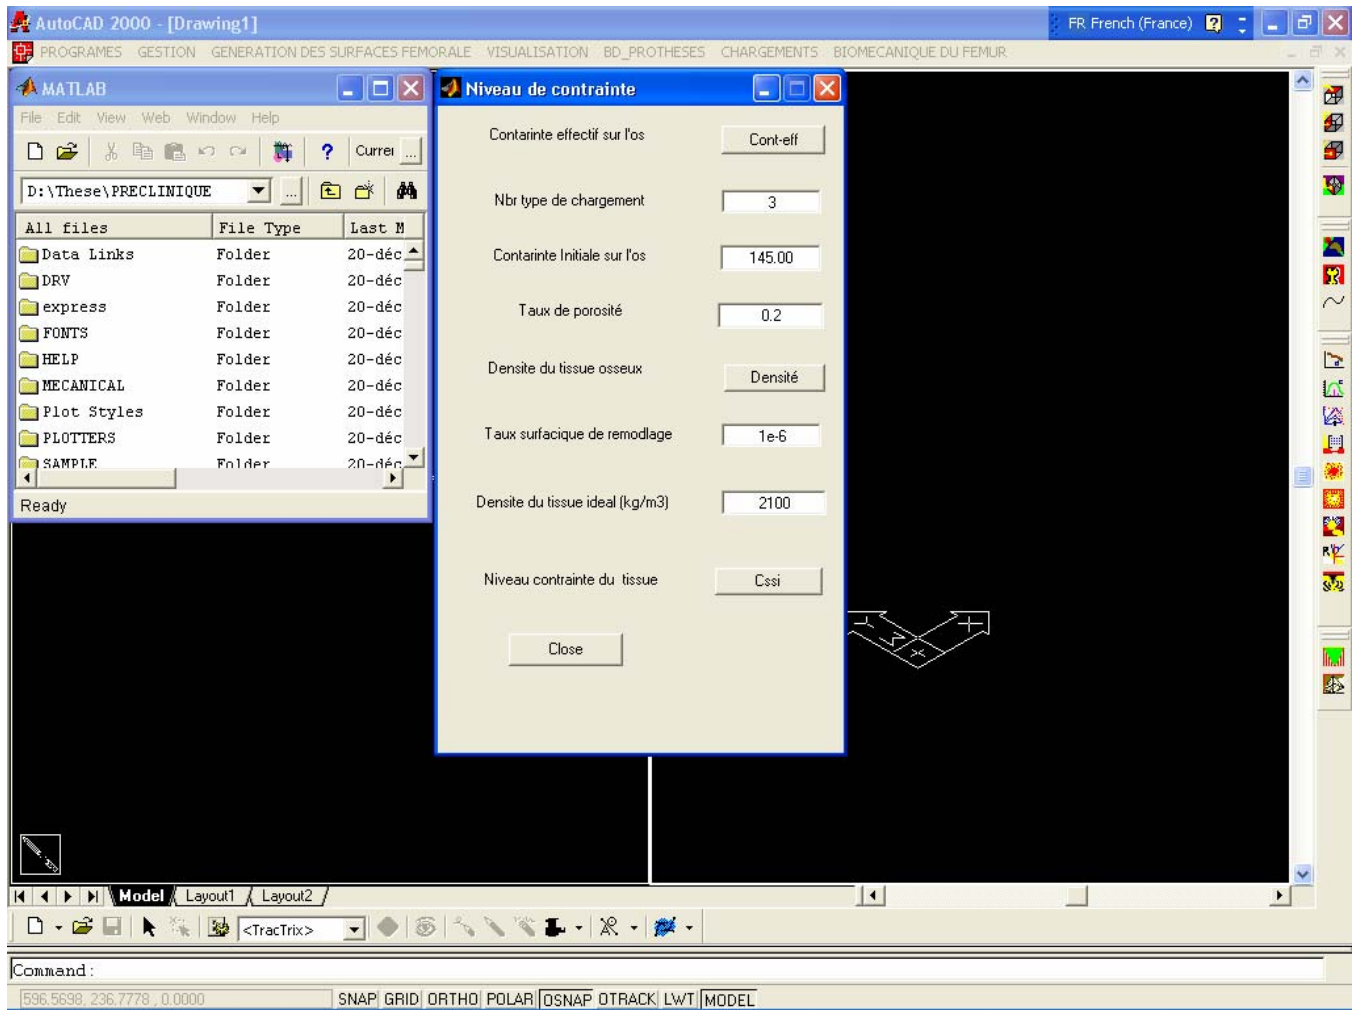 AutoCAD 2000 - [Drawing1]
FR French (France)
PROGRAMES GESTION GENERATION DES SURFACES FEMORALE VISUALISATION BD_PROTHESES CHARGEMENTS BIOMECANIQUE DU FEMUR
MATLAB
File Edit View Web Window Help
Currei ...
D:\These\PRECLINIQUE ...
All files File Type Last M
Data Links Folder 20-déc
DRV Folder 20-déc
express Folder 20-déc
FONTS Folder 20-déc
HELP Folder 20-déc
MECANICAL Folder 20-déc
Plot Styles Folder 20-déc
PLOTTERS Folder 20-déc
SAMPLE Folder 20-déc
Ready
Niveau de contrainte
Contarinte effectif sur l'os Cont-eff
Nbr type de chargement 3
Contarinte Initiale sur l'os 145.00
Taux de porosité 0.2
Densite du tissue osseux Densité
Taux surfacique de remodlage 1e-6
Densite du tissue ideal (kg/m3) 2100
Niveau contrainte du tissue Cssi
Close
Model Layout1 Layout2
<TracTrix>
Command:
596.5698, 236.7778 , 0.0000 SNAP GRID ORTHO POLAR OSNAP OTRACK LWT MODEL